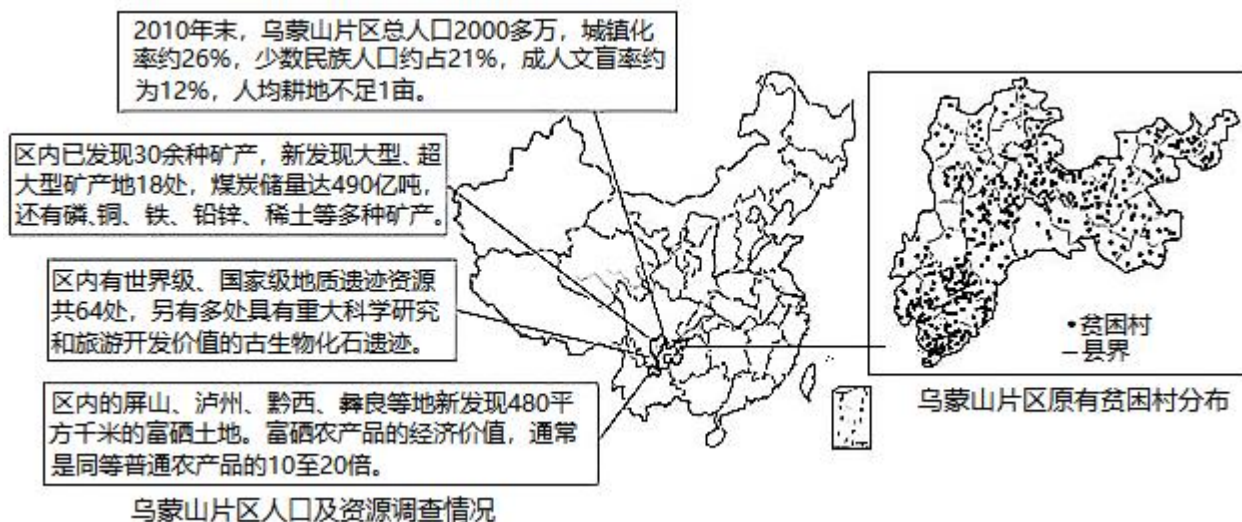 2010年末，乌蒙山片区总人口2000多万，城镇化
率约26%，少数民族人口约占21%，成人文盲率约
为12%，人均耕地不足1亩。
区内已发现30余种矿产，新发现大型、超
大型矿产地18处，煤炭储量达490亿吨，
还有磷、铜、铁、铅锌、稀土等多种矿产。
区内有世界级、国家级地质遗迹资源
共64处，另有多处具有重大科学研究
和旅游开发价值的古生物化石遗迹。
区内的屏山、泸州、黔西、彝良等地新发现480平
方千米的富硒土地。富硒农产品的经济价值，通常
是同等普通农产品的10至20倍。
乌蒙山片区人口及资源调查情况
贫困村
县界
乌蒙山片区原有贫困村分布